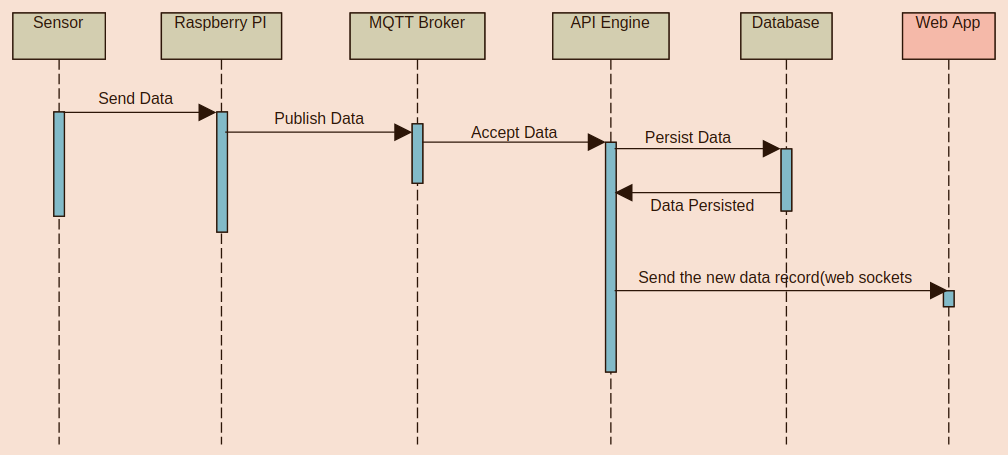 Sensor
Raspberry PI
MQTT Broker
API Engine
Database
Web App
Send Data
Publish Data
Accept Data
Persist Data
Data Persisted
Send the new data record(web sockets